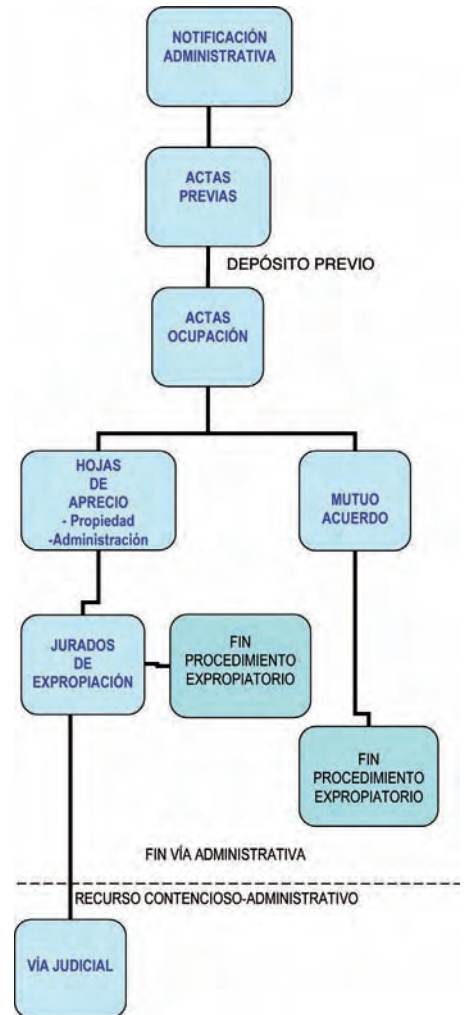 NOTIFICACIÓN
ADMINISTRATIVA
ACTAS
PREVIAS
DEPÓSITO PREVIO
ACTAS
OCUPACIÓN
HOJAS
DE
APRECIO
- Propiedad
-Administración
MUTUO
ACUERDO
JURADOS
DE
EXPROPIACIÓN
FIN
PROCEDIMIENTO
EXPROPIATORIO
FIN
PROCEDIMIENTO
EXPROPIATORIO
FIN VÍA ADMINISTRATIVA
RECURSO CONTENCIOSO-ADMINISTRATIVO
VÍA JUDICIAL